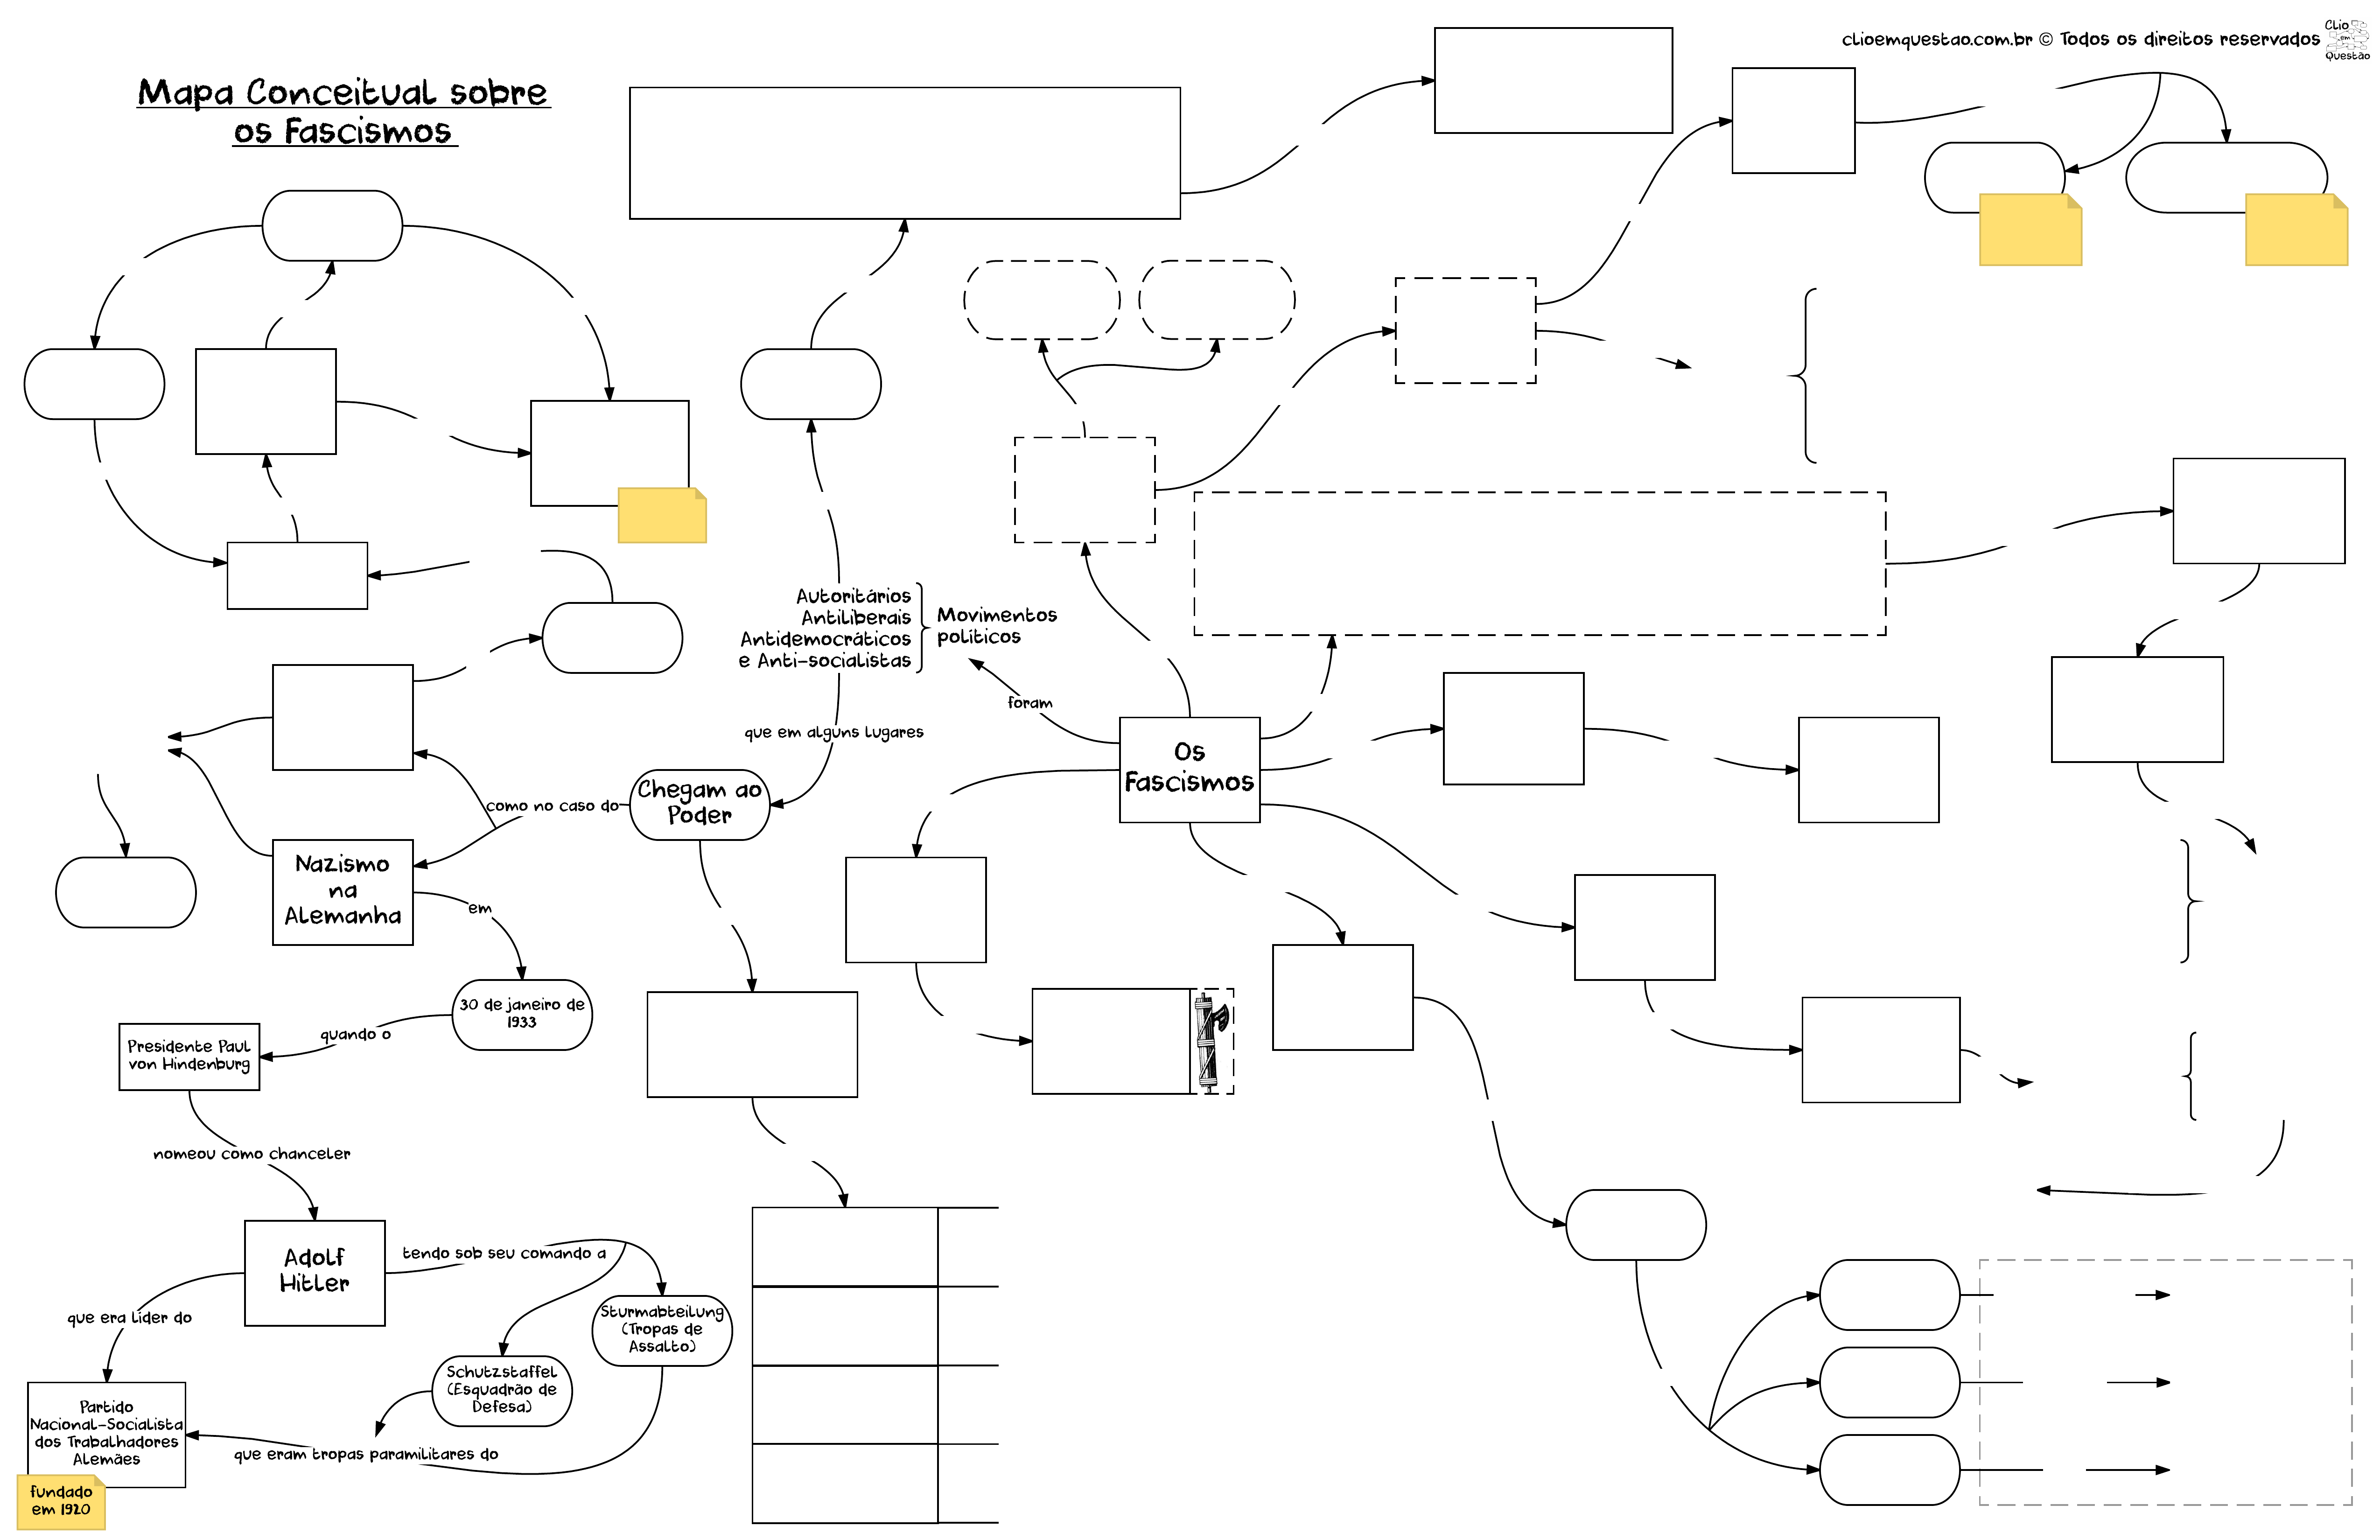 clioemquestao.com.br © Todos os direitos reservados
Clio
em
Questão
Mapa Conceitual sobre
os Fascismos
Autoritários
Antiliberais
Antidemocráticos
e Anti-socialistas
Movimentos
políticos
foram
que em alguns lugares
Os
Fascismos
Chegam ao
Poder
como no caso do
Nazismo
na
Alemanha
em
30 de janeiro de
1933
quando o
Presidente Paul
von Hindenburg
nomeou como chanceler
Adolf
Hitler
tendo sob seu comando a
Sturmabteilung
(Tropas de
Assalto)
que era líder do
Schutzstaffel
(Esquadrão de
Defesa)
Partido
Nacional-Socialista
dos Trabalhadores
Alemães
que eram tropas paramilitares do
fundado
em 1920